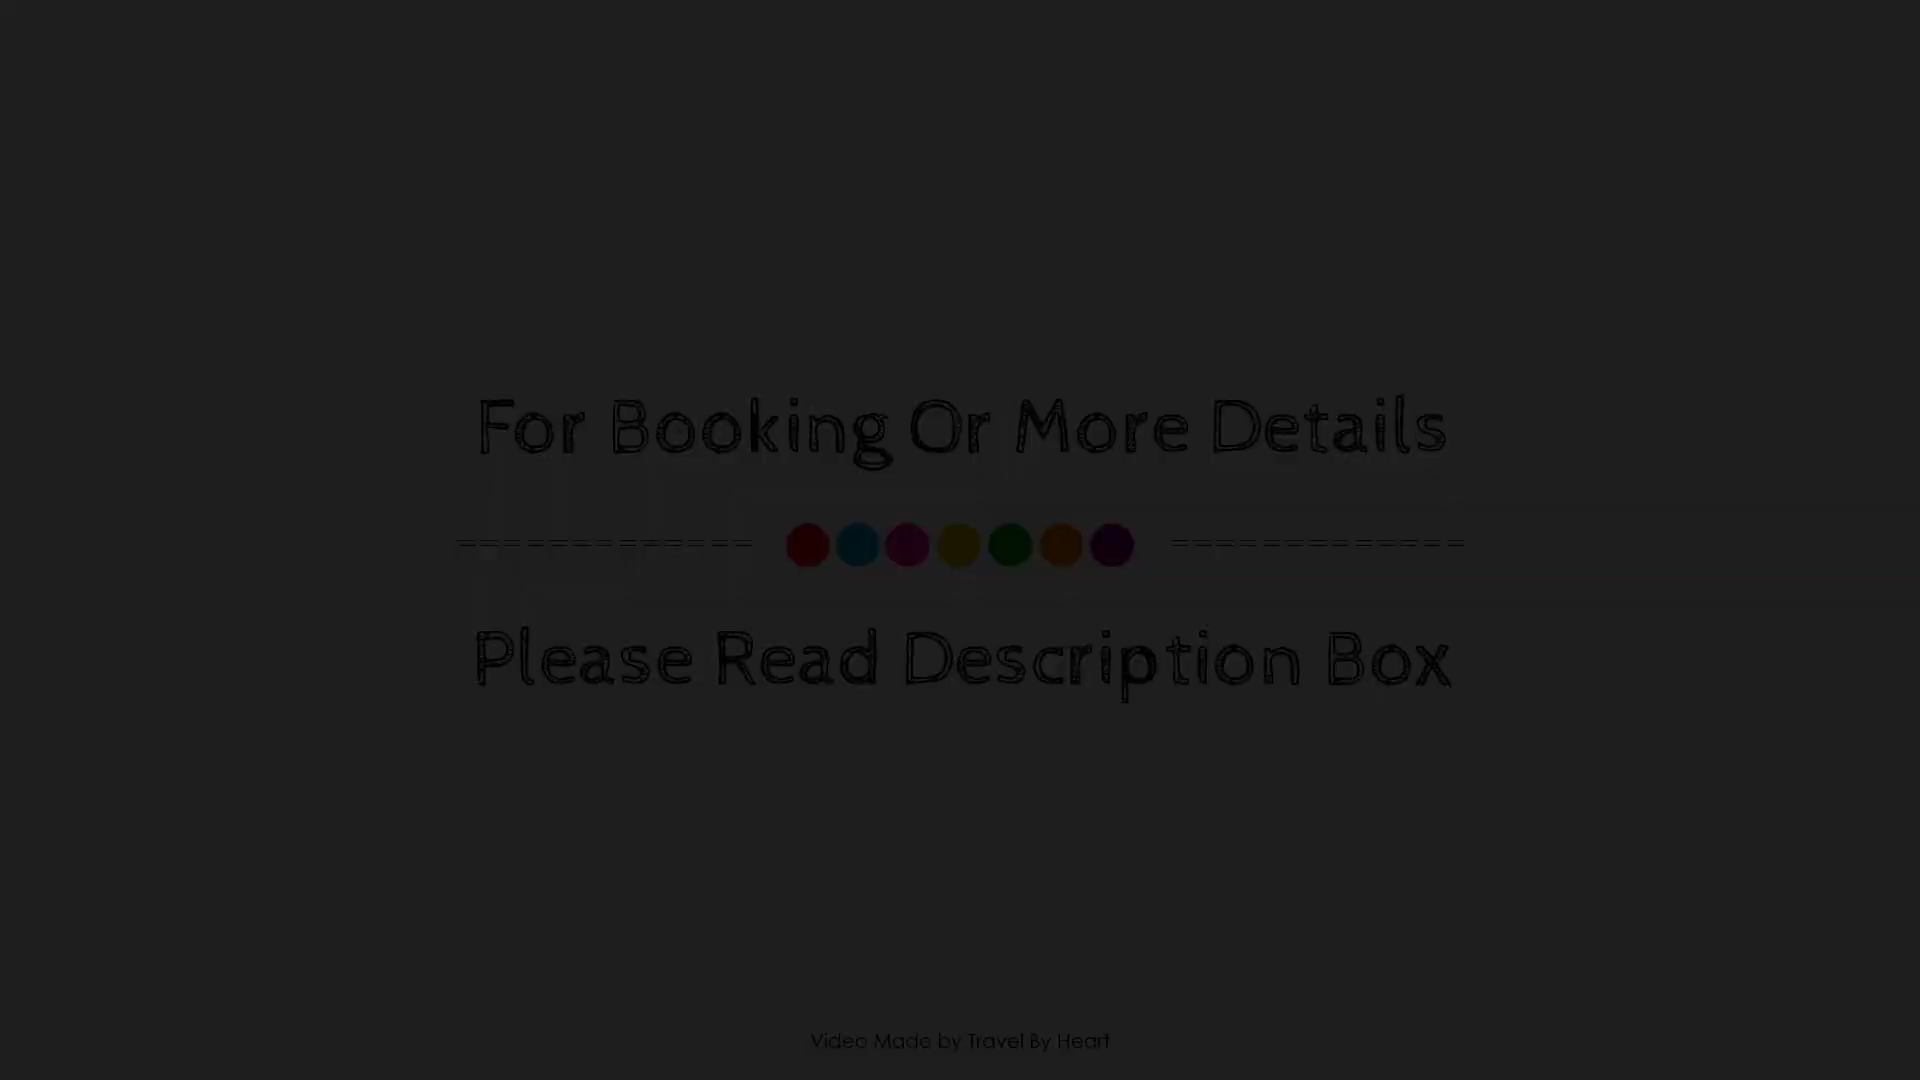 For Booking Or More Details
============= =============
Please Read Description Box
Video Made by Travel By Heart